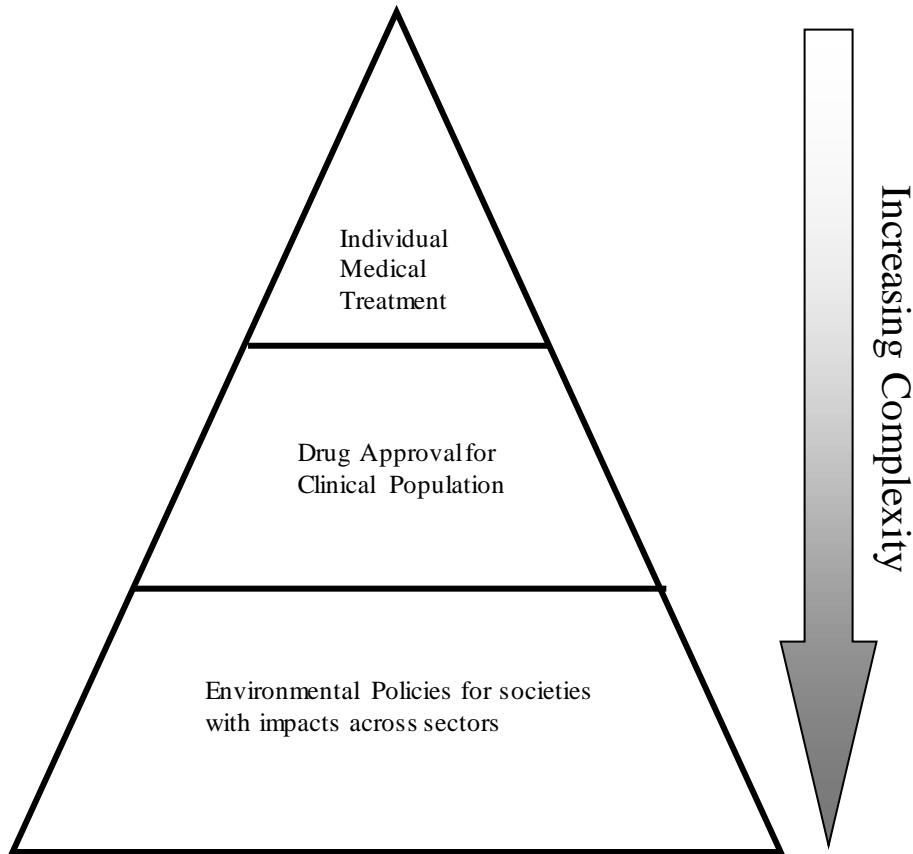 Individual
Medical
Treatment
Drug Approval for
Clinical Population
Environmental Policies for societies
with impacts across sectors
Increasing Complexity